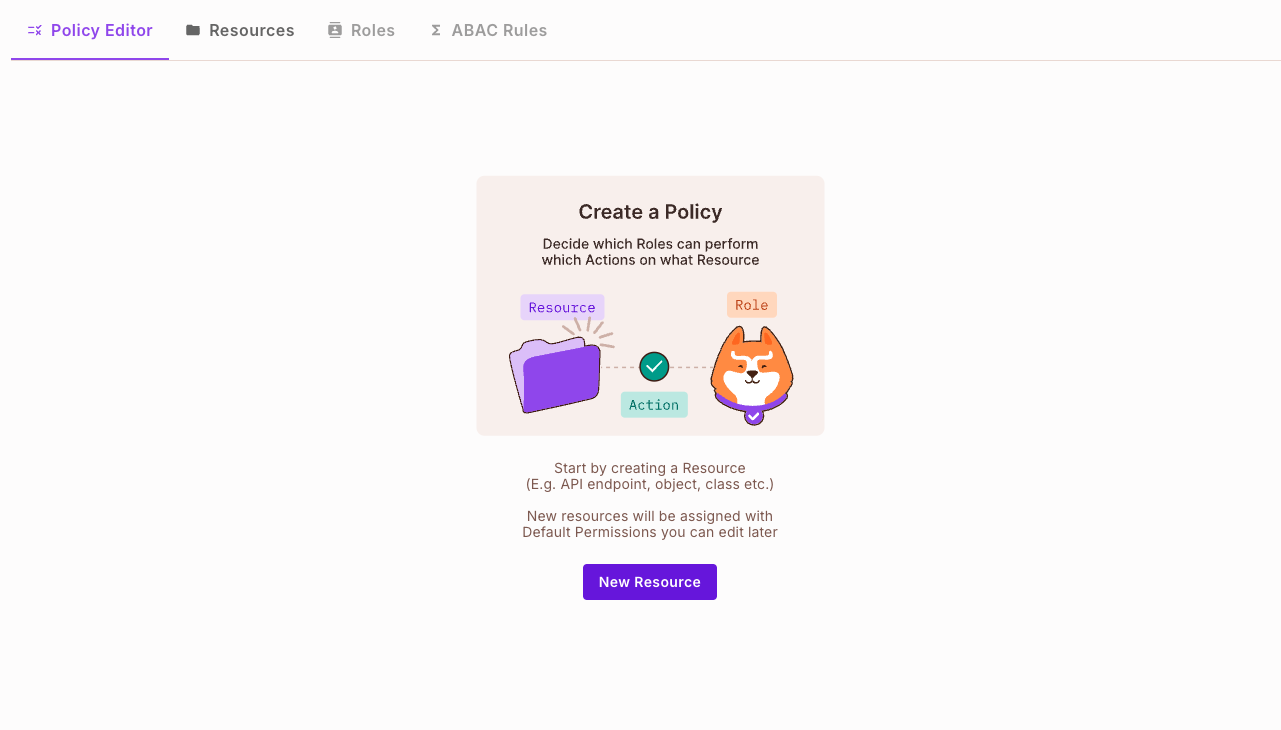 Policy Editor
Resources
Roles
ABAC Rules
Create a Policy
Decide which Roles can perform
which Actions on what Resource
Resource
Role
Action
Start by creating a Resource
(E.g. API endpoint, object, class etc.)
New resources will be assigned with
Default Permissions you can edit later
New Resource